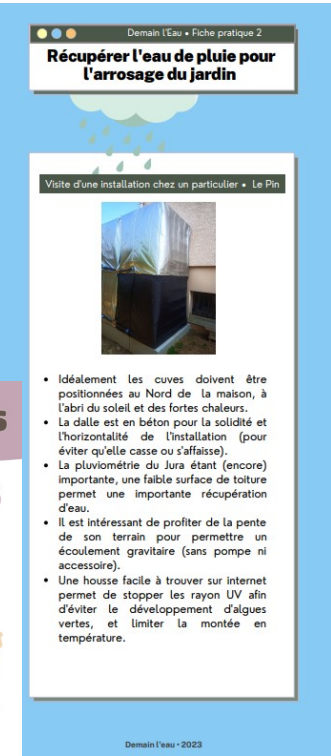 Demain l'Eau • Fiche pratique 2
Récupérer l'eau de pluie pour
l'arrosage du jardin
Visite d'une installation chez un particulier • Le Pin
• Idéalement les cuves doivent être
positionnées au Nord de la maison, à
l'abri du soleil et des fortes chaleurs.
• La dalle est en béton pour la solidité et
l'horizontalité de l'installation (pour
éviter qu'elle casse ou s'affaisse).
• La pluviométrie du Jura étant (encore)
importante, une faible surface de toiture
permet une importante récupération
d'eau.
• Il est intéressant de profiter de la pente
de son terrain pour permettre un
écoulement gravitaire (sans pompe ni
accessoire).
• Une housse facile à trouver sur internet
permet de stopper les rayon UV afin
d'éviter le développement d'algues
vertes, et limiter la montée en
température.
s
Demain l'eau • 2023